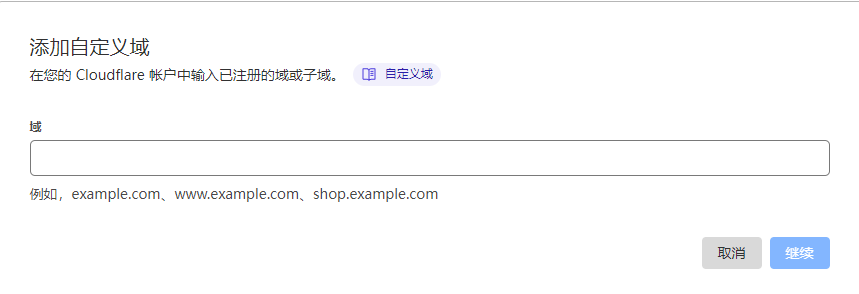 添加自定义域
在您的 Cloudflare 帐户中输入已注册的域或子域。 自定义域
域
例如，example.com、www.example.com、shop.example.com
取消 继续